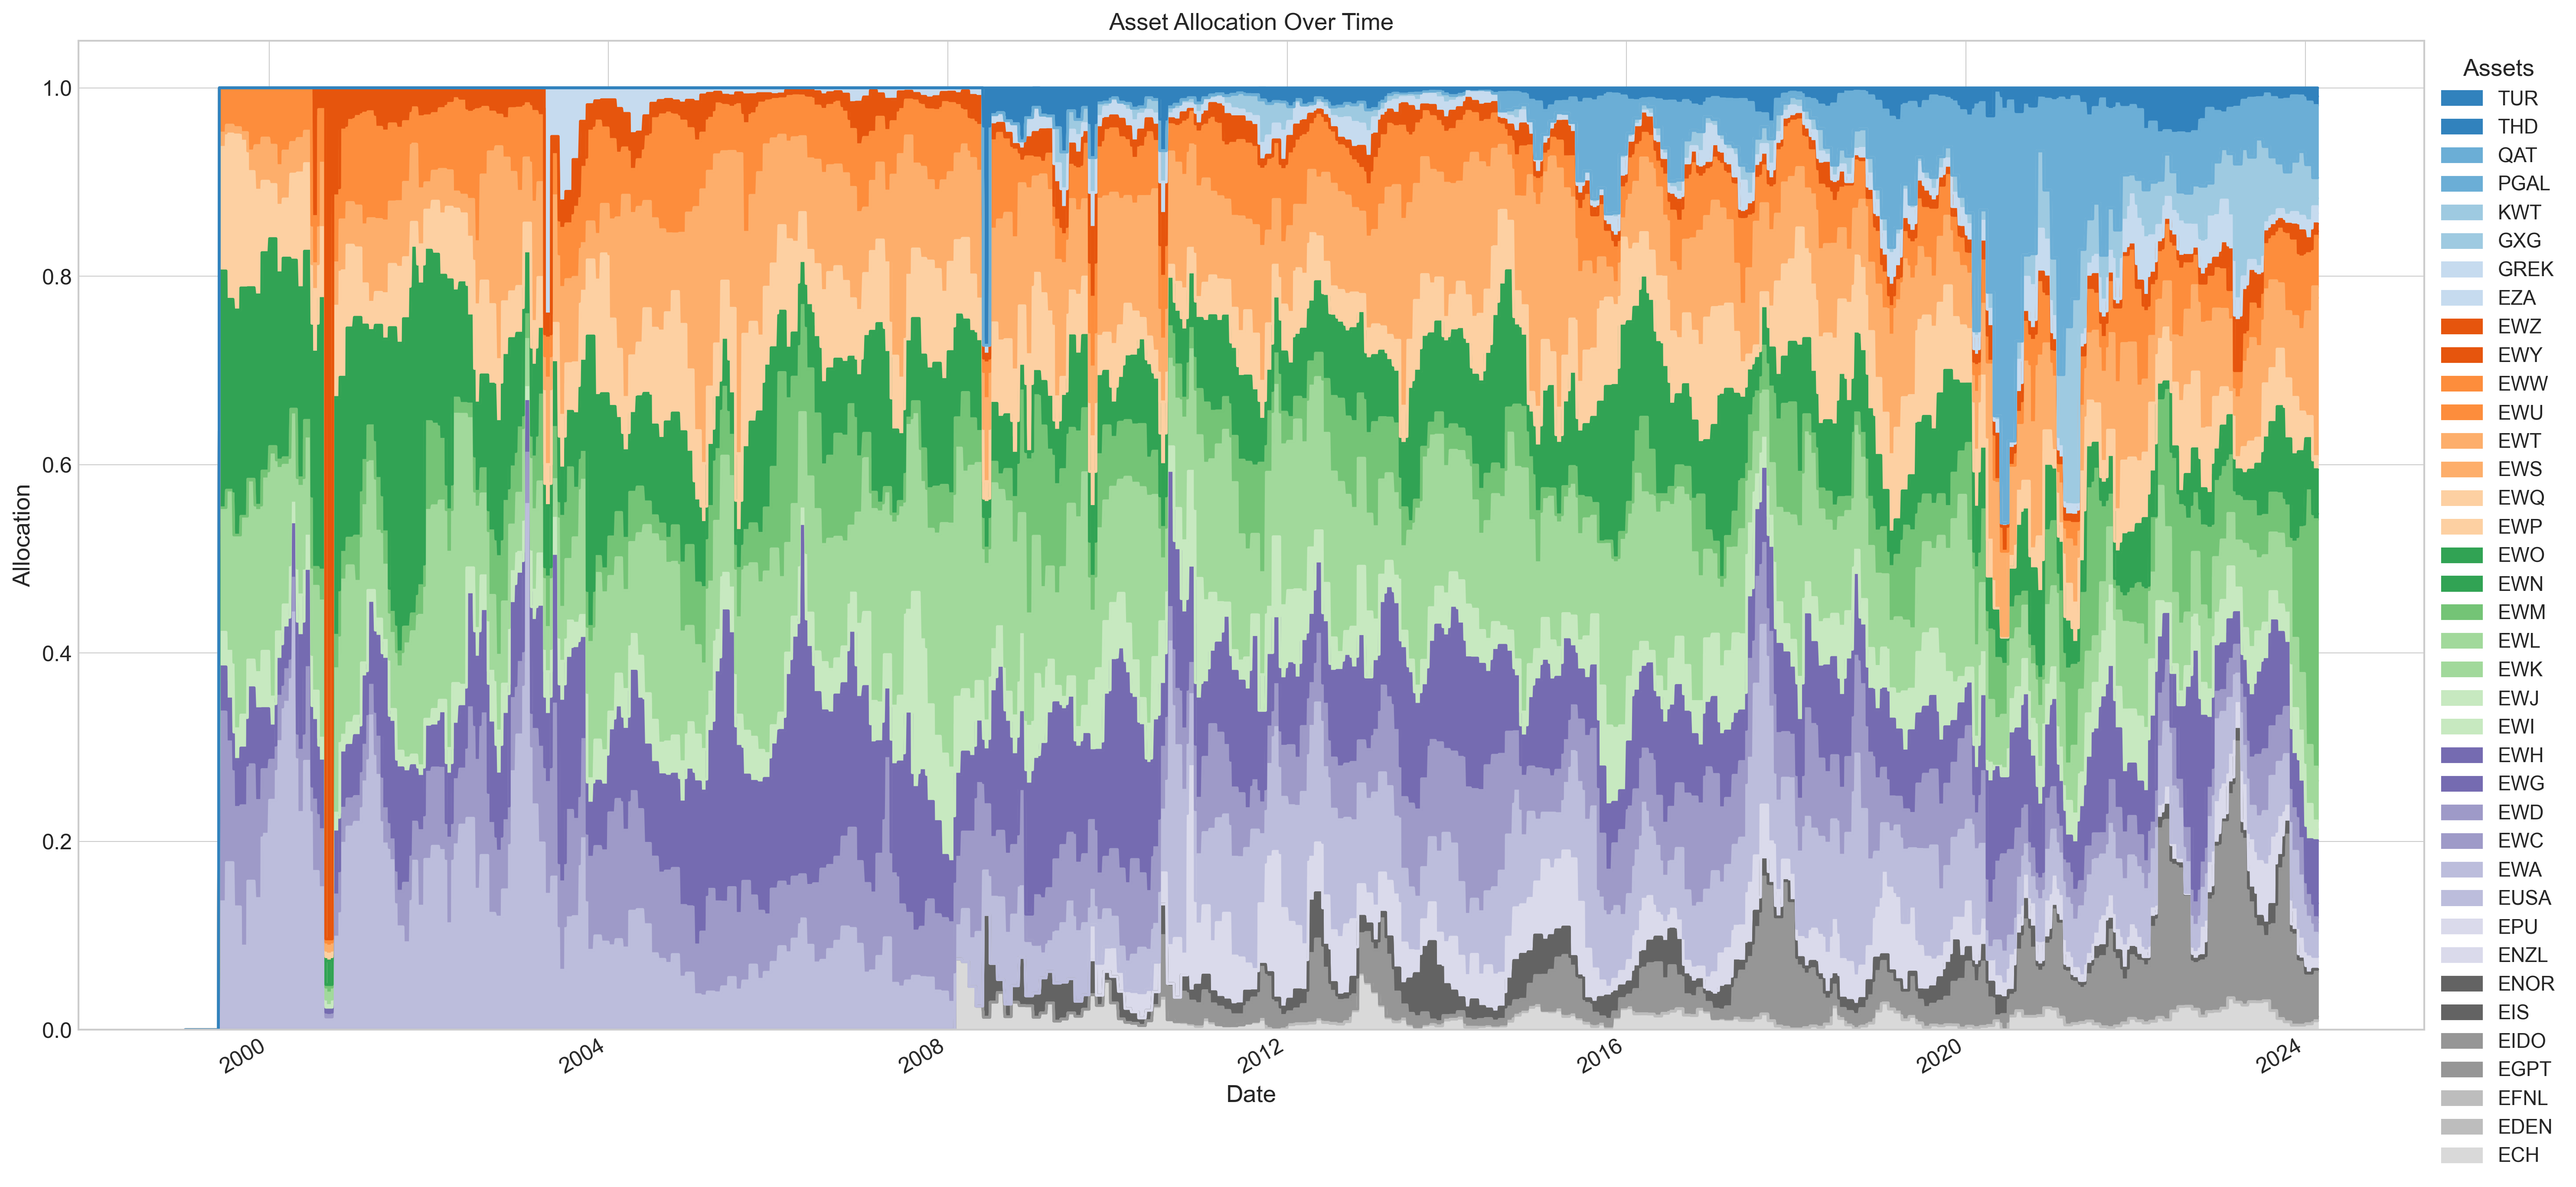 Asset Allocation Over Time
Assets
TUR
THD
QAT
PGAL
KWT
GXG
GREK
EZA
EWZ
EWY
EWW
EWU
EWT
EWS
EWQ
EWP
EWO
EWN
EWM
EWL
EWK
EWJ
EWI
EWH
EWG
EWD
EWC
EWA
EUSA
EPU
ENZL
ENOR
EIS
EIDO
EGPT
EFNL
EDEN
ECH
Allocation
1.0
0.8
0.6
0.4
0.2
0.0
2000 2004 2008 2012 2016 2020 2024
Date